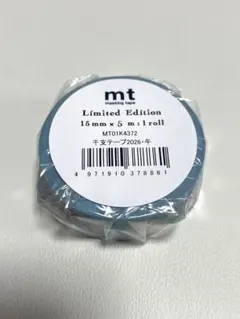 mt
masking tape
Limited Edition
15mm × 5 m : 1 roll
MT01K4372
干支テープ2026・午
4 971910 378861